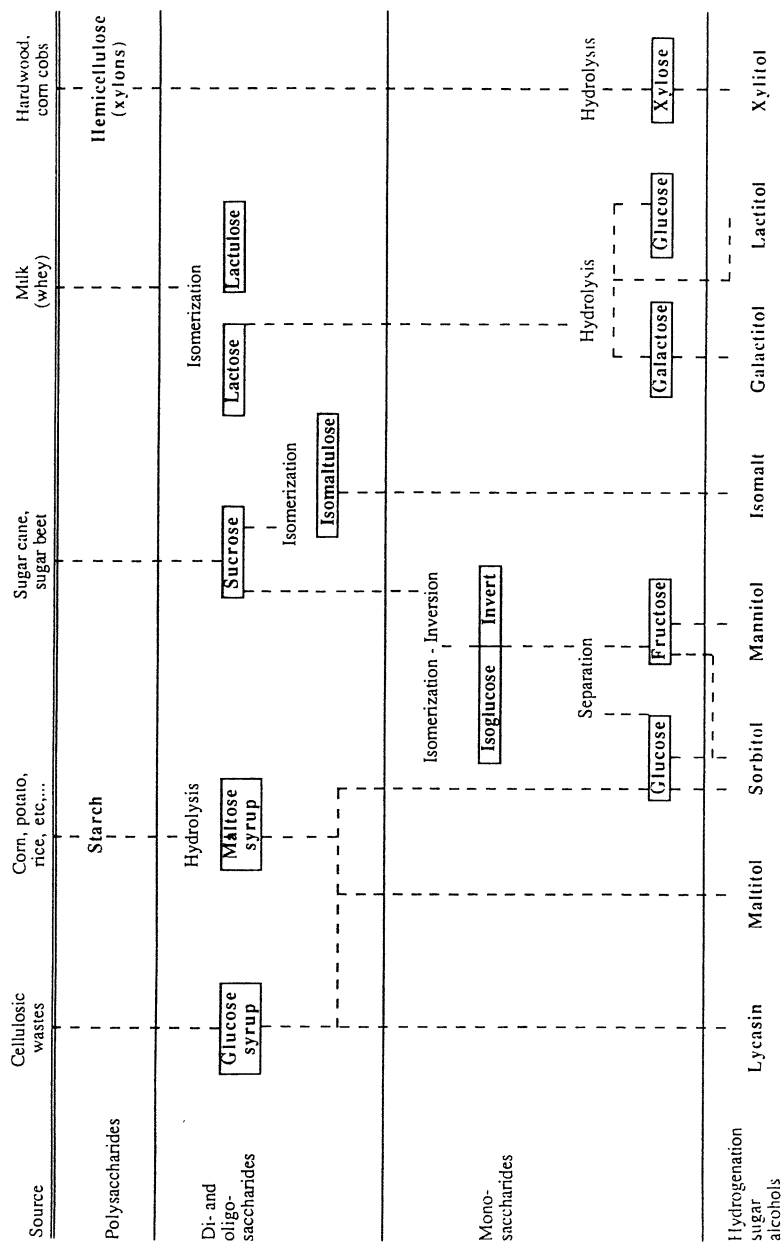 Source
Cellulosic
wastes
Corn, potato,
rice, etc,...
Sugar cane,
sugar beet
Milk
(whey)
Hardwood,
corn cobs
Polysaccharides
Starch
Hemicellulose
(xylons)
Di- and
oligo-
saccharides
Glucose
syrup
Hydrolysis
Maltose
syrup
Sucrose
Isomerization
Isomaltulose
Isomerization
Lactose
Lactulose
Mono-
saccharides
Isomerization - Inversion
Isoglucose
Invert
Separation
Glucose
Fructose
Hydrolysis
Galactose
Glucose
Hydrolysis
Xylose
Hydrogenation
sugar
alcohols
Lycasin
Maltitol
Sorbitol
Mannitol
Isomalt
Galactitol
Lactitol
Xylitol